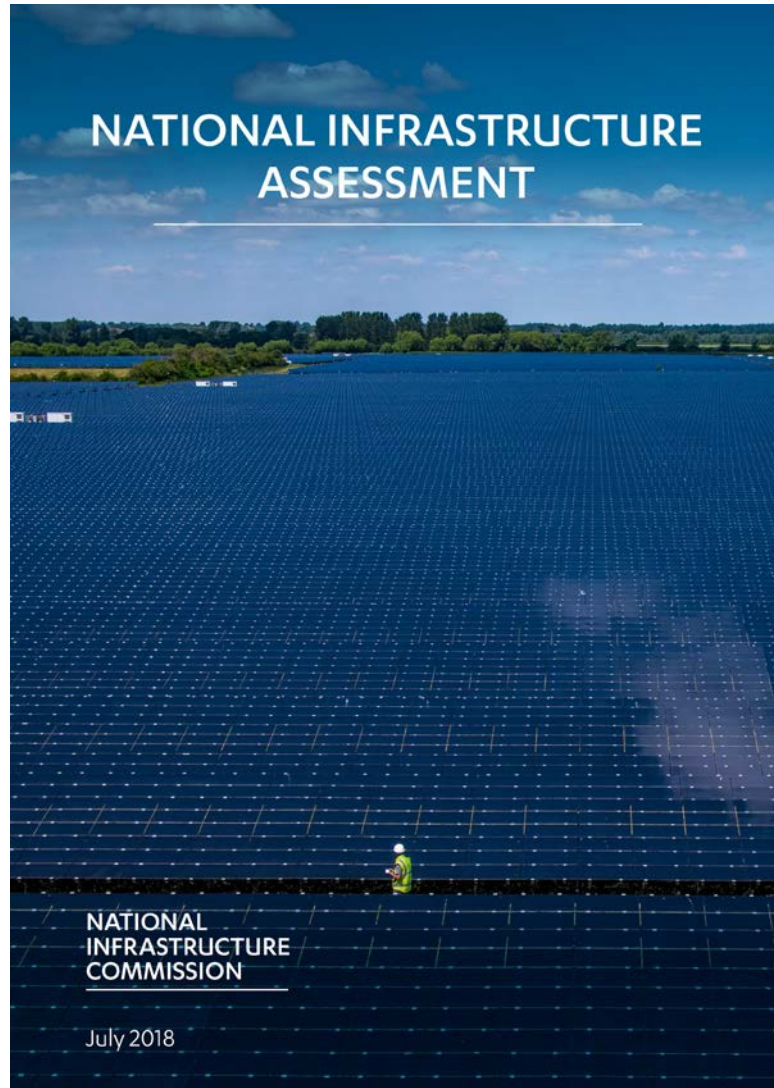 NATIONAL INFRASTRUCTURE
ASSESSMENT
NATIONAL
INFRASTRUCTURE
COMMISSION
July 2018